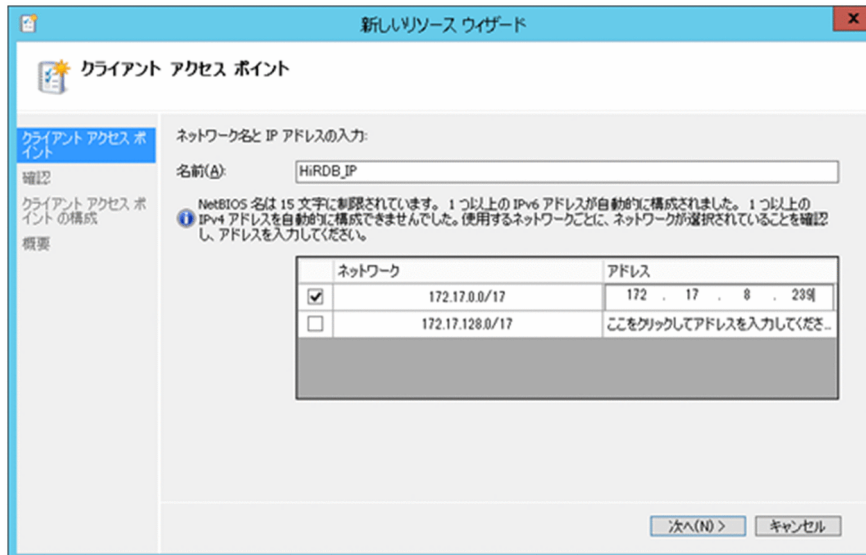 新しいリソース ウィザード
x
クライアント アクセス ポイント
クライアント アクセス ポ
イント
確認
クライアント アクセス ポ
イントの構成
概要
ネットワーク名と IP アドレスの入力:
名前(A):
HiRDB_IP
NetBIOS 名は 15 文字に制限されています。 1 つ以上の IPv6 アドレスが自動的に構成されました。 1 つ以上の
IPv4 アドレスを自動的に構成できませんでした。使用するネットワークごとに、ネットワークが選択されていることを確認
し、アドレスを入力してください。
ネットワーク アドレス
172.17.0.0/17 172 . 17 . 8 . 239
172.17.128.0/17 ここをクリックしてアドレスを入力してくださ...
次へ(N) > キャンセル